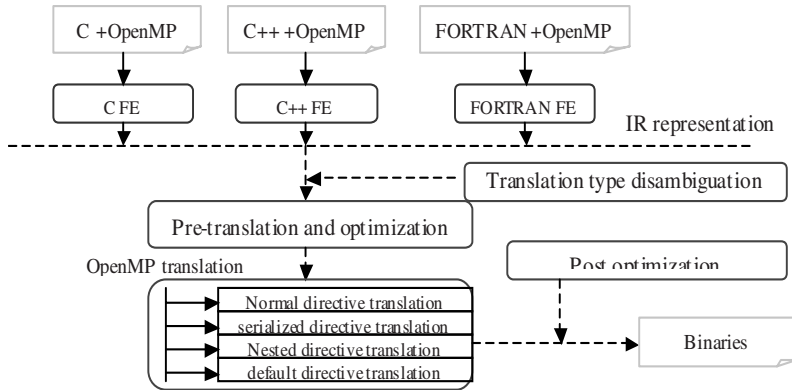 C +OpenMP
C++ +OpenMP
FORTRAN +OpenMP
C FE
C++ FE
FORTRAN FE
IR representation
Translation type disambiguation
Pre-translation and optimization
OpenMP translation
Post optimization
Normal directive translation
serialized directive translation
Nested directive translation
default directive translation
Binaries